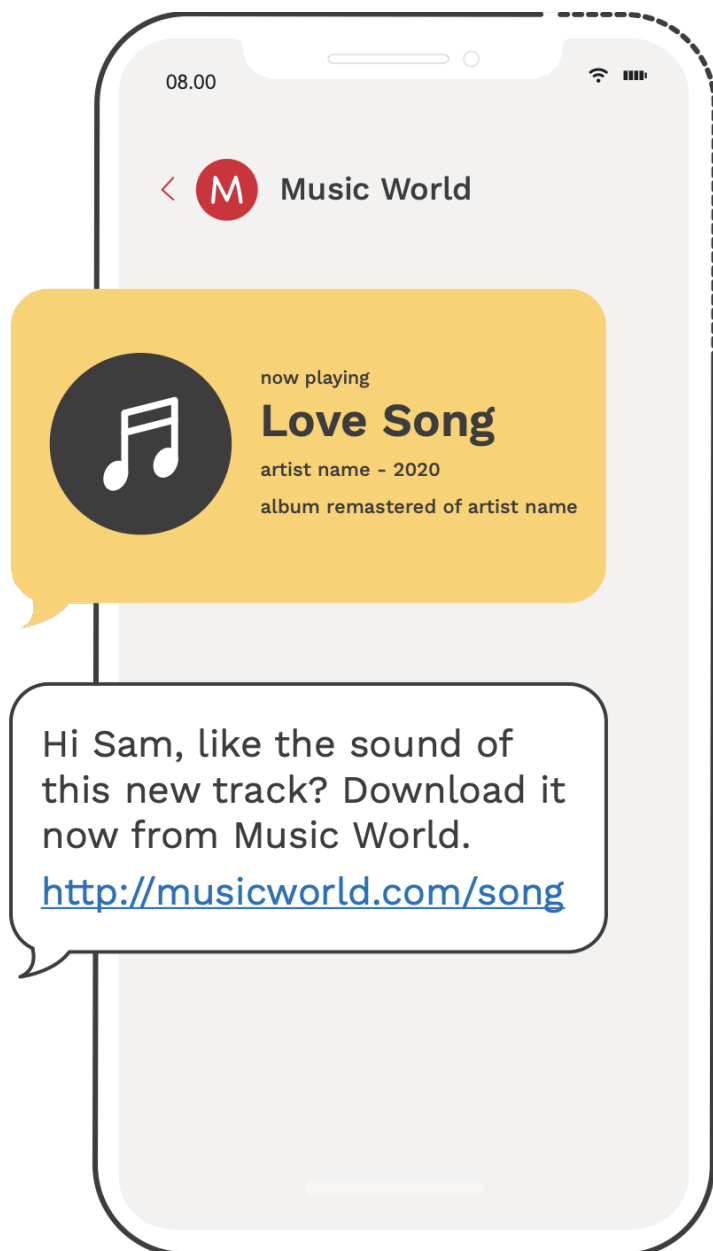 08.00
M
Music World
now playing
Love Song
artist name - 2020
album remastered of artist name
Hi Sam, like the sound of
this new track? Download it
now from Music World.
http://musicworld.com/song